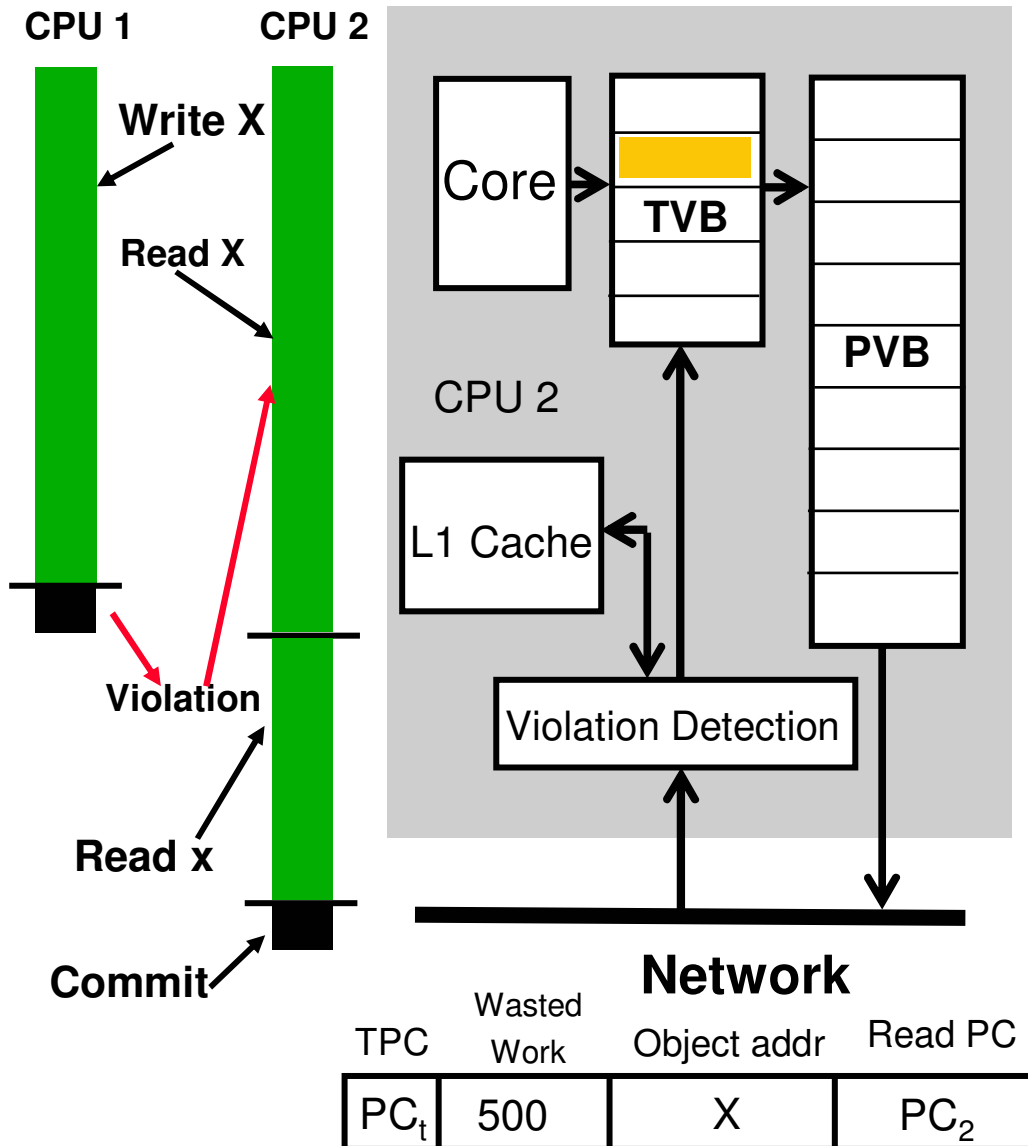 CPU 1
CPU 2
Write X
Read X
Violation
Read x
Commit
Core
TVB
PVB
CPU 2
L1 Cache
Violation Detection
Network
TPC
Wasted
Work
Object addr
Read PC
PCt
500
X
PC2